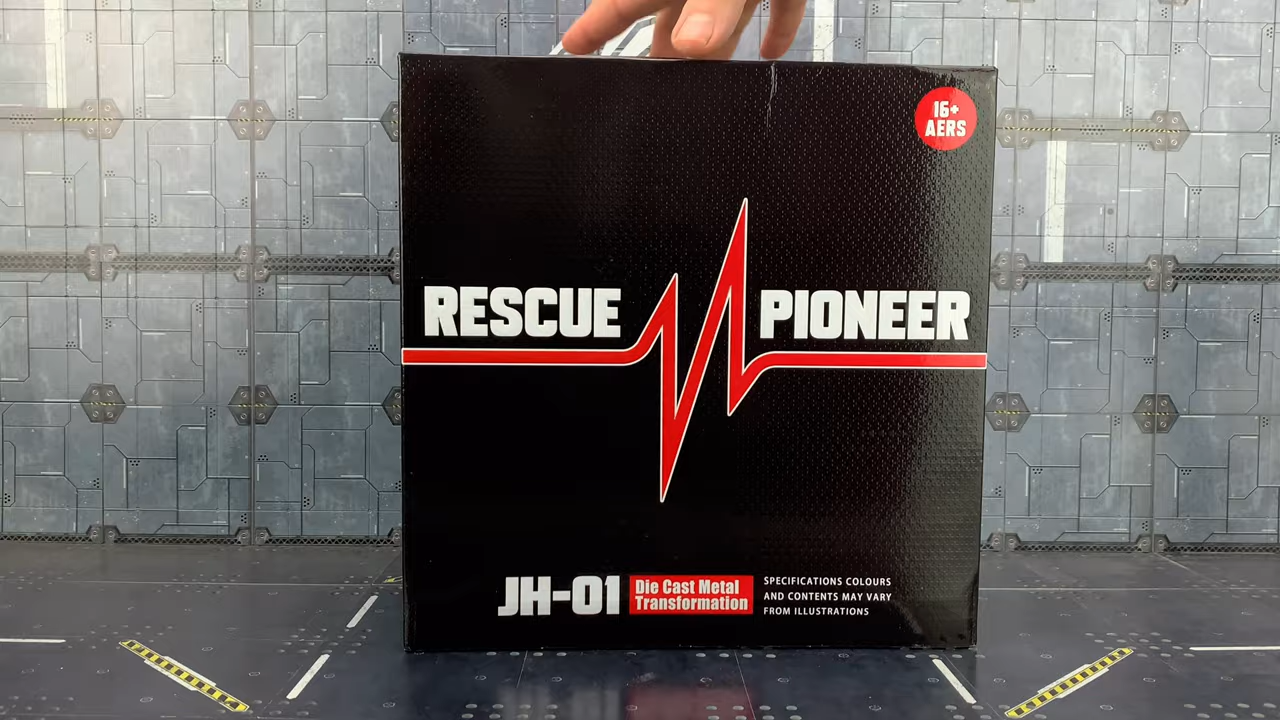 16+
AERS
RESCUE PIONEER
JH-01
Die Cast Metal
Transformation
SPECIFICATIONS COLOURS
AND CONTENTS MAY VARY
FROM ILLUSTRATIONS